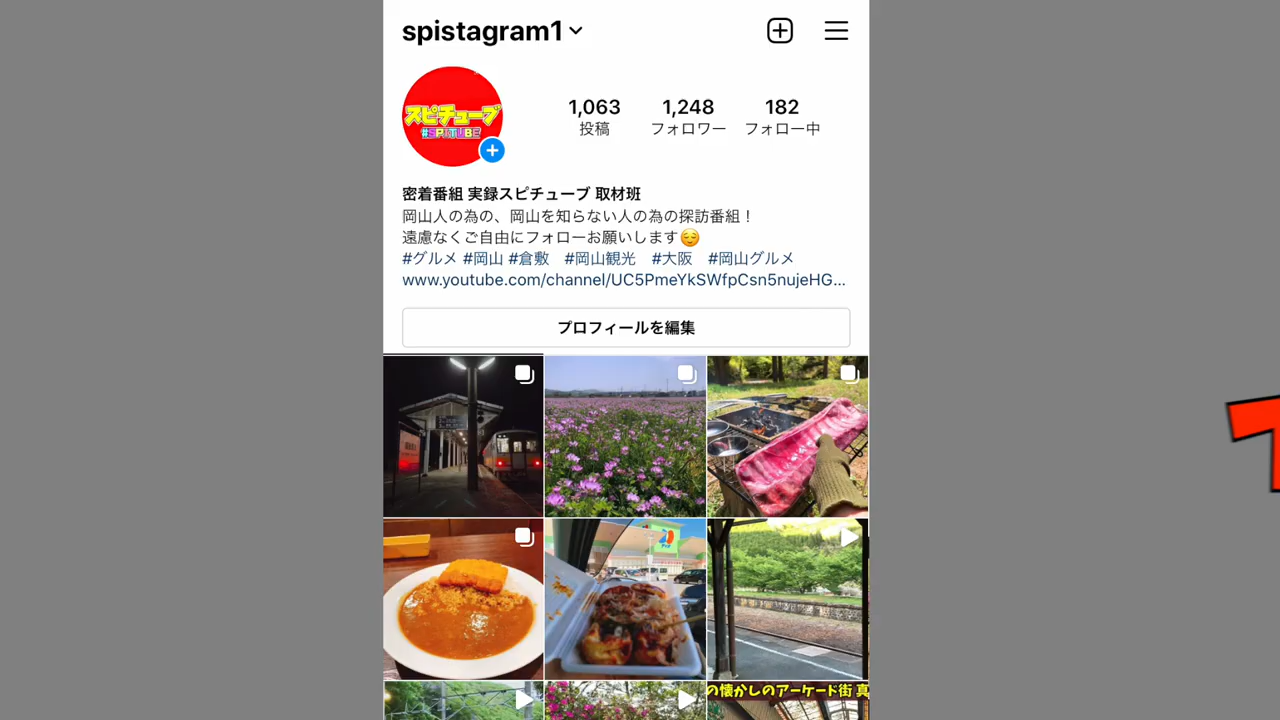 spistagram1
スピチューブ
#SPITUBE
1,063
投稿
1,248
フォロワー
182
フォロー中
密着番組 実録スピチューブ 取材班
岡山人の為の、岡山を知らない人の為の探訪番組！
遠慮なくご自由にフォローお願いします😌
#グルメ #岡山 #倉敷　#岡山観光　#大阪　#岡山グルメ
www.youtube.com/channel/UC5PmeYkSWfpCsn5nujeHG...
プロフィールを編集
の懐かしのアーケード街 真